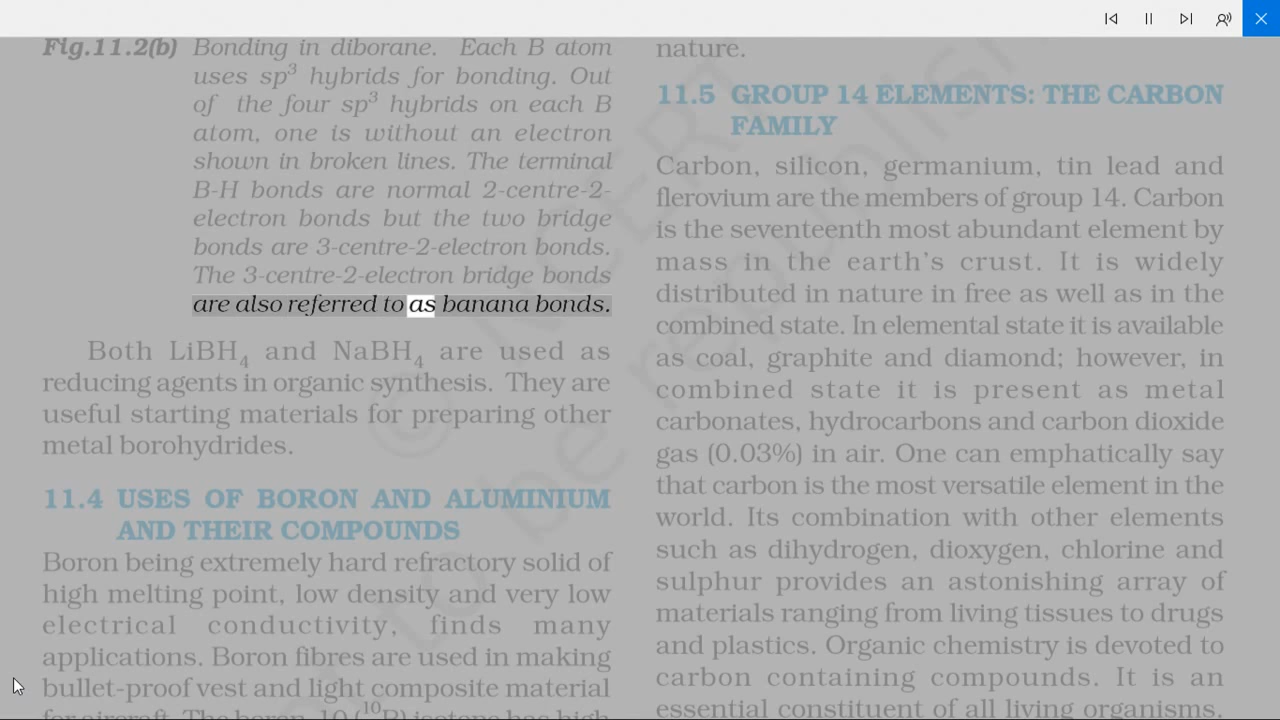 Fig.11.2(b) Bonding in diborane. Each B atom
uses sp³ hybrids for bonding. Out
of the four sp³ hybrids on each B
atom, one is without an electron
shown in broken lines. The terminal
B-H bonds are normal 2-centre-2-
electron bonds but the two bridge
bonds are 3-centre-2-electron bonds.
The 3-centre-2-electron bridge bonds
are also referred to as banana bonds.
Both LiBH₄ and NaBH₄ are used as
reducing agents in organic synthesis. They are
useful starting materials for preparing other
metal borohydrides.
11.4 USES OF BORON AND ALUMINIUM
AND THEIR COMPOUNDS
Boron being extremely hard refractory solid of
high melting point, low density and very low
electrical conductivity, finds many
applications. Boron fibres are used in making
bullet-proof vest and light composite material
for aircraft. The boron-10 (¹⁰B) isotope has high
nature.
11.5 GROUP 14 ELEMENTS: THE CARBON
FAMILY
Carbon, silicon, germanium, tin lead and
flerovium are the members of group 14. Carbon
is the seventeenth most abundant element by
mass in the earth's crust. It is widely
distributed in nature in free as well as in the
combined state. In elemental state it is available
as coal, graphite and diamond; however, in
combined state it is present as metal
carbonates, hydrocarbons and carbon dioxide
gas (0.03%) in air. One can emphatically say
that carbon is the most versatile element in the
world. Its combination with other elements
such as dihydrogen, dioxygen, chlorine and
sulphur provides an astonishing array of
materials ranging from living tissues to drugs
and plastics. Organic chemistry is devoted to
carbon containing compounds. It is an
essential constituent of all living organisms.
© NCERT
to be republis